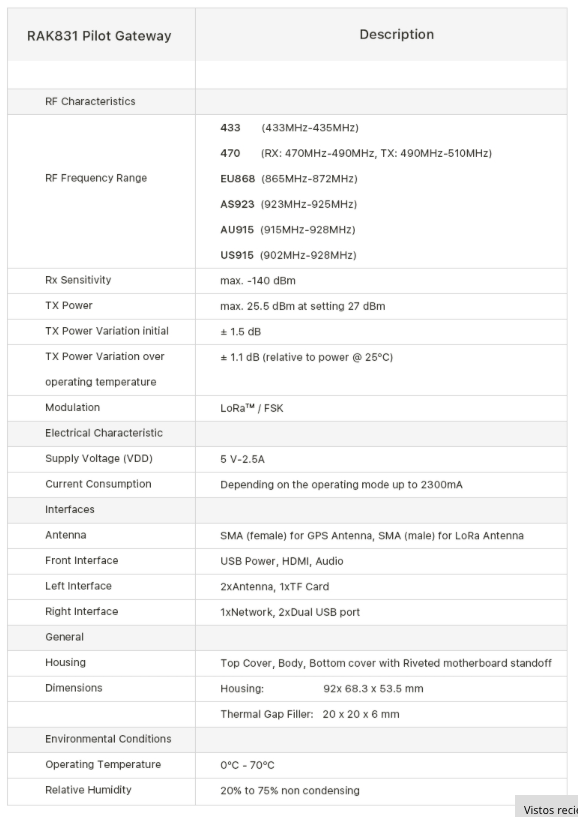 RAK831 Pilot Gateway Description
RF Characteristics
RF Frequency Range
433 (433MHz-435MHz)
470 (RX: 470MHz-490MHz, TX: 490MHz-510MHz)
EU868 (865MHz-872MHz)
AS923 (923MHz-925MHz)
AU915 (915MHz-928MHz)
US915 (902MHz-928MHz)
Rx Sensitivity max. -140 dBm
TX Power max. 25.5 dBm at setting 27 dBm
TX Power Variation initial ± 1.5 dB
TX Power Variation over ± 1.1 dB (relative to power @ 25°C)
operating temperature
Modulation LoRa™ / FSK
Electrical Characteristic
Supply Voltage (VDD) 5 V-2.5A
Current Consumption Depending on the operating mode up to 2300mA
Interfaces
Antenna SMA (female) for GPS Antenna, SMA (male) for LoRa Antenna
Front Interface USB Power, HDMI, Audio
Left Interface 2xAntenna, 1xTF Card
Right Interface 1xNetwork, 2xDual USB port
General
Housing Top Cover, Body, Bottom cover with Riveted motherboard standoff
Dimensions Housing: 92x 68.3 x 53.5 mm
Thermal Gap Filler: 20 x 20 x 6 mm
Environmental Conditions
Operating Temperature 0°C - 70°C
Relative Humidity 20% to 75% non condensing
Vistos